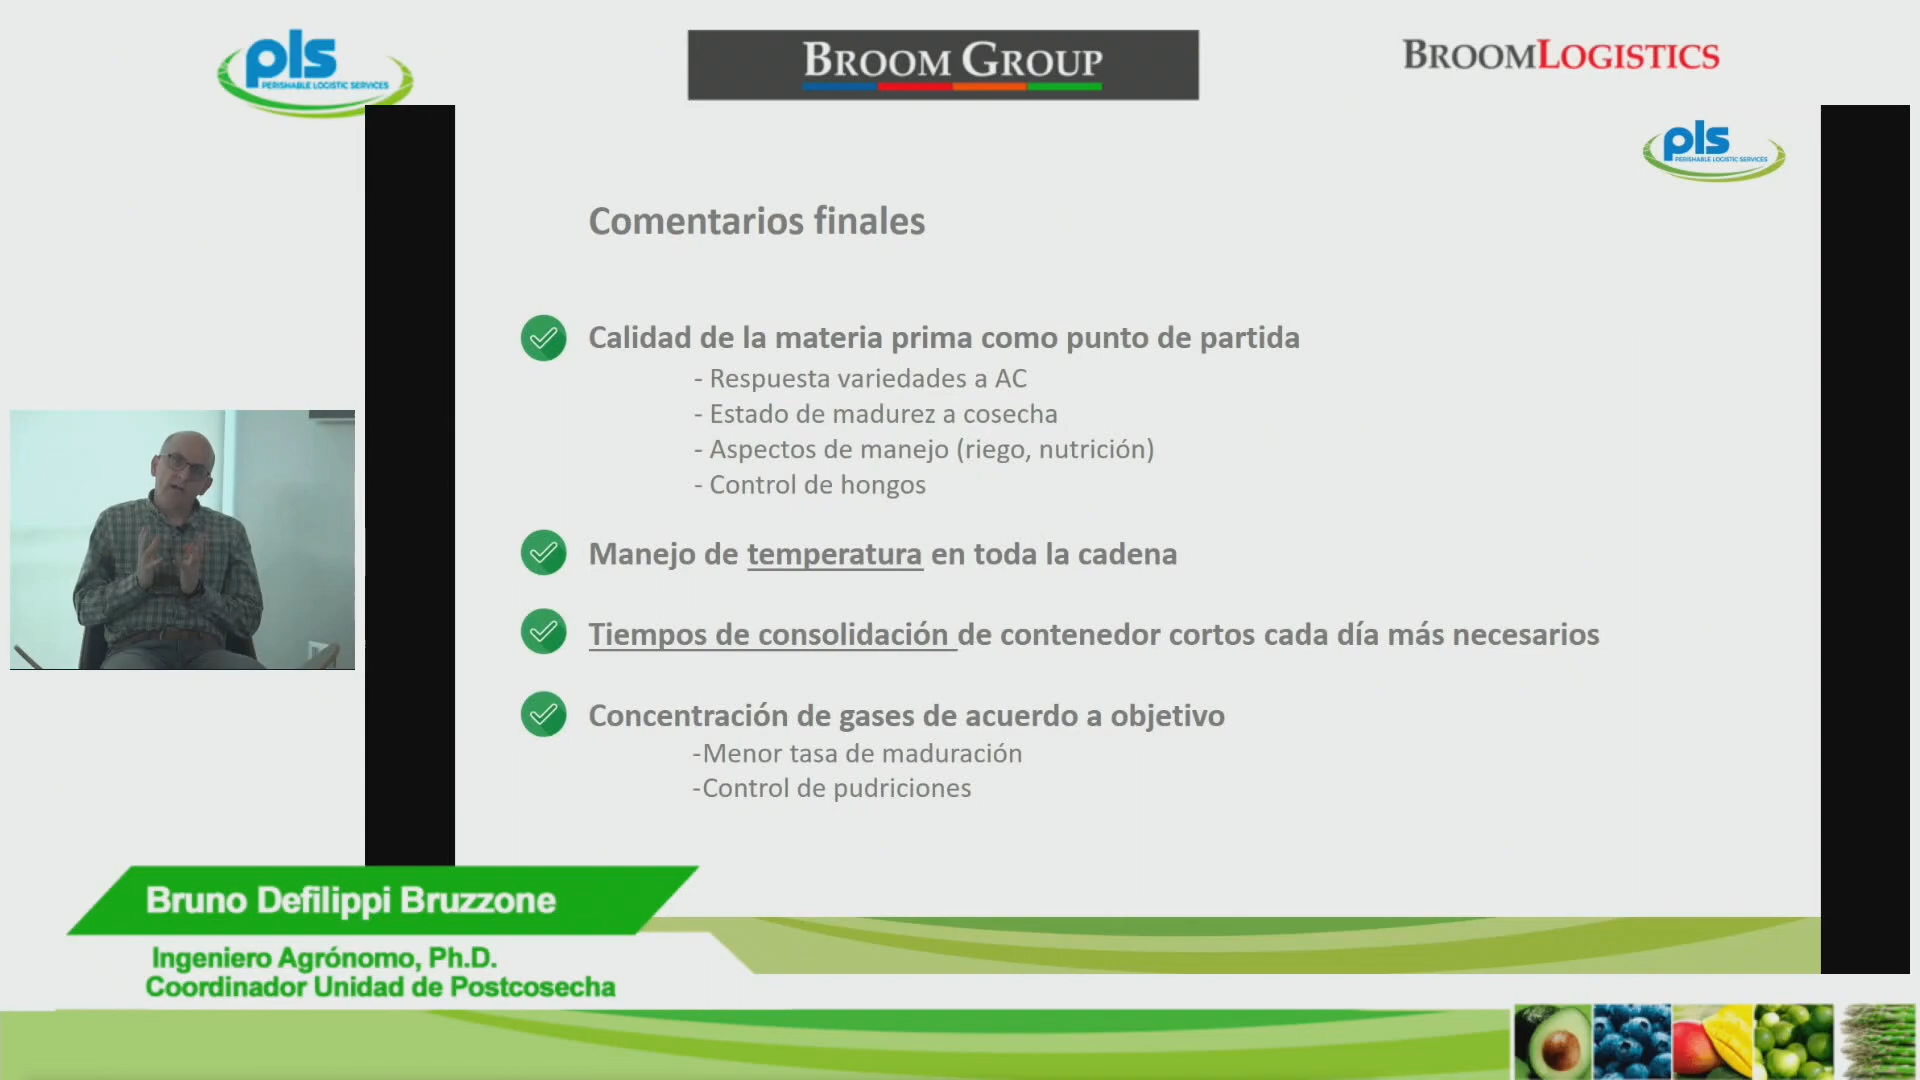 pls
PERISHABLE LOGISTIC SERVICES
BROOM GROUP
BROOMLOGISTICS
pls
PERISHABLE LOGISTIC SERVICES
Comentarios finales
Calidad de la materia prima como punto de partida
- Respuesta variedades a AC
- Estado de madurez a cosecha
- Aspectos de manejo (riego, nutrición)
- Control de hongos
Manejo de temperatura en toda la cadena
Tiempos de consolidación de contenedor cortos cada día más necesarios
Concentración de gases de acuerdo a objetivo
-Menor tasa de maduración
-Control de pudriciones
Bruno Defilippi Bruzzone
Ingeniero Agrónomo, Ph.D.
Coordinador Unidad de Postcosecha